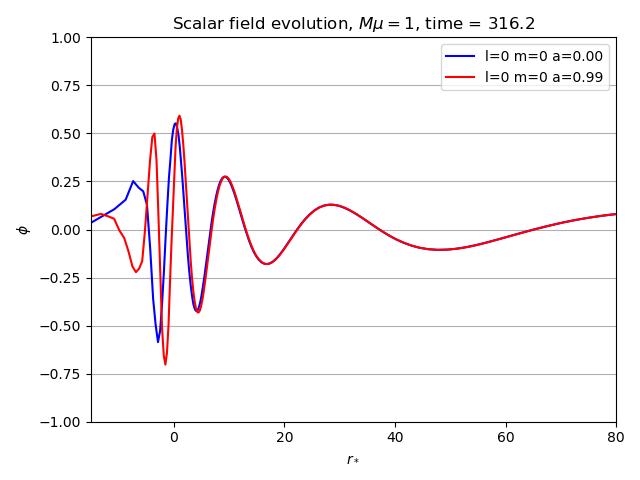 Scalar field evolution, Mμ = 1, time = 316.2
1.00
0.75
0.50
0.25
0.00
−0.25
−0.50
−0.75
−1.00
ϕ
l=0 m=0 a=0.00
l=0 m=0 a=0.99
0 20 40 60 80
r*